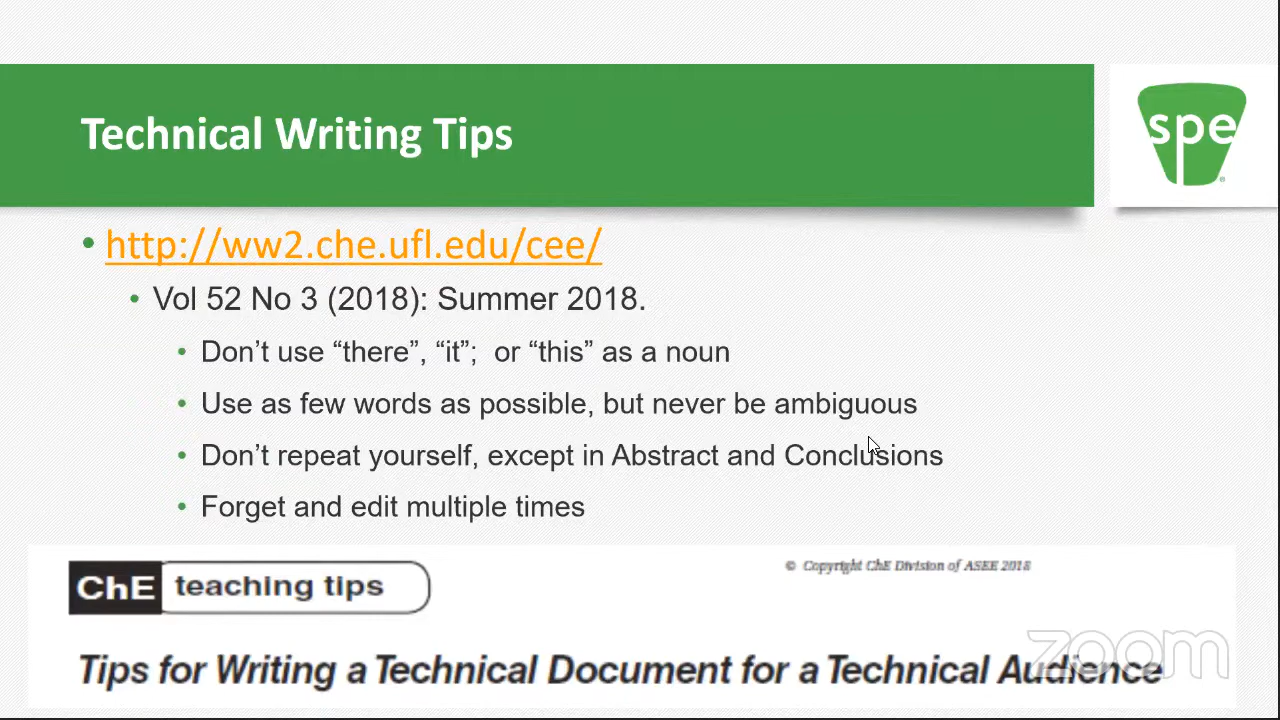 Technical Writing Tips
spe
• http://ww2.che.ufl.edu/cee/
• Vol 52 No 3 (2018): Summer 2018.
• Don’t use “there”, “it”;  or “this” as a noun
• Use as few words as possible, but never be ambiguous
• Don’t repeat yourself, except in Abstract and Conclusions
• Forget and edit multiple times
ChE teaching tips
© Copyright ChE Division of ASEE 2018
Tips for Writing a Technical Document for a Technical Audience
zoom